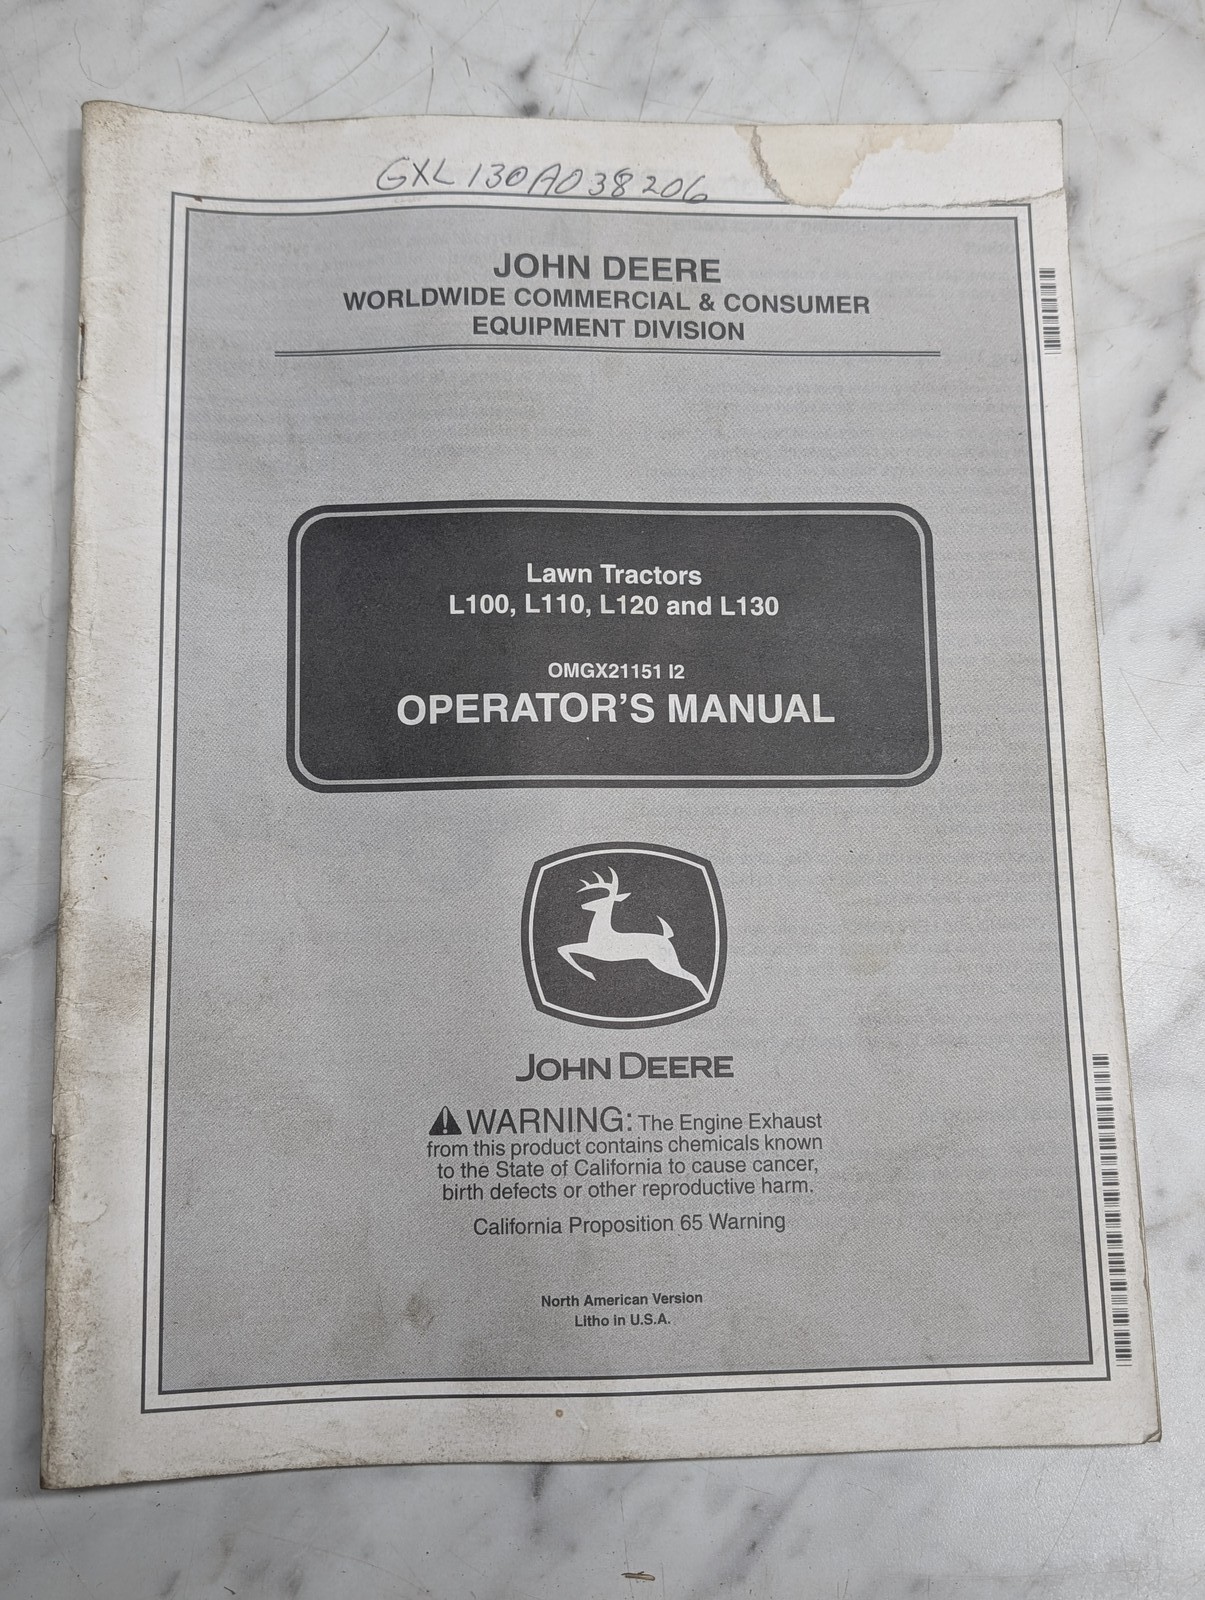 GXL130A038206
JOHN DEERE
WORLDWIDE COMMERCIAL & CONSUMER
EQUIPMENT DIVISION
Lawn Tractors
L100, L110, L120 and L130
OMGX21151 I2
OPERATOR'S MANUAL
JOHN DEERE
WARNING: The Engine Exhaust
from this product contains chemicals known
to the State of California to cause cancer,
birth defects or other reproductive harm.
California Proposition 65 Warning
North American Version
Litho in U.S.A.